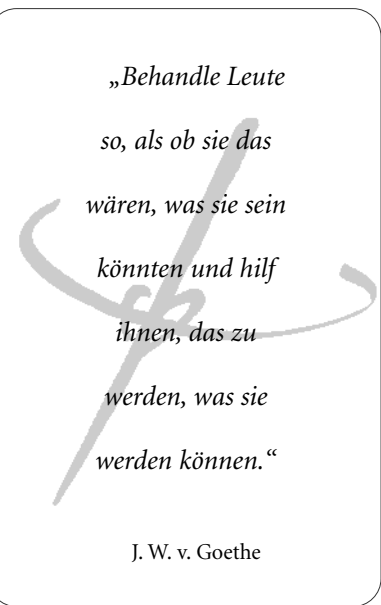 „Behandle Leute
so, als ob sie das
wären, was sie sein
könnten und hilf
ihnen, das zu
werden, was sie
werden können.“
J. W. v. Goethe